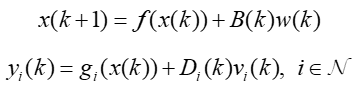 x(k+1) = f(x(k)) + B(k)w(k)
y_i(k) = g_i(x(k)) + D_i(k)v_i(k), i ∈ 𝒩